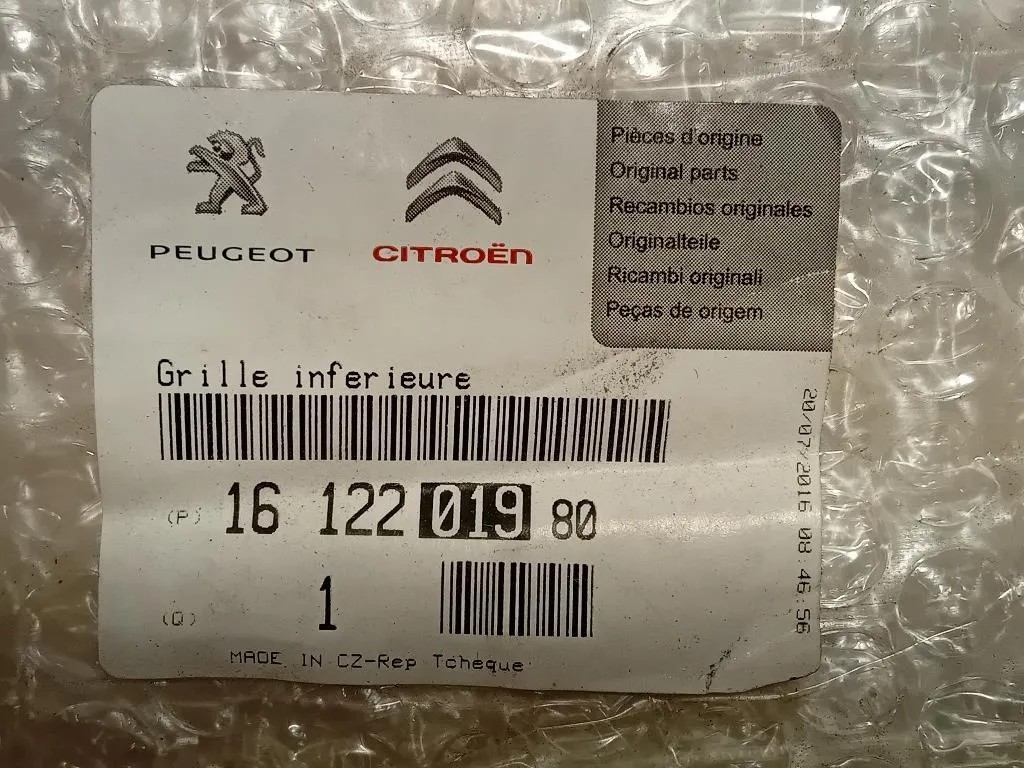 PEUGEOT
CITROËN
Pièces d'origine
Original parts
Recambios originales
Originalteile
Ricambi originali
Peças de origem
Grille inferieure
(P) 16 122 019 80
(Q) 1
MADE IN CZ-Rep Tcheque
20/07/2016 08:46:56